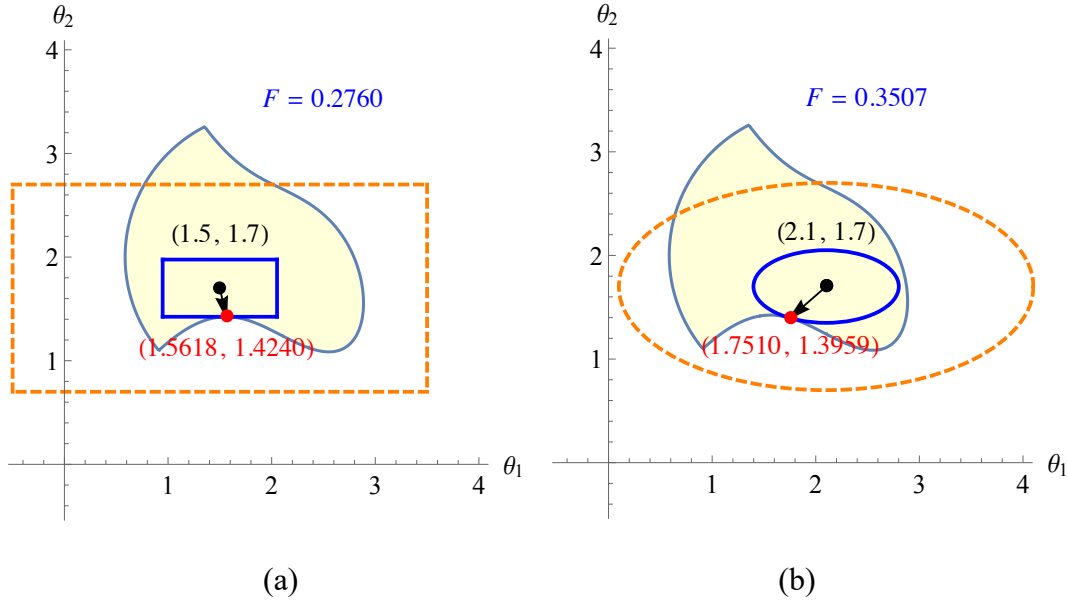 θ₂
4
F = 0.2760
3
(1.5, 1.7)
2
(1.5618, 1.4240)
1
1 2 3 4 θ₁
(a)
θ₂
4
F = 0.3507
3
(2.1, 1.7)
2
(1.7510, 1.3959)
1
1 2 3 4 θ₁
(b)